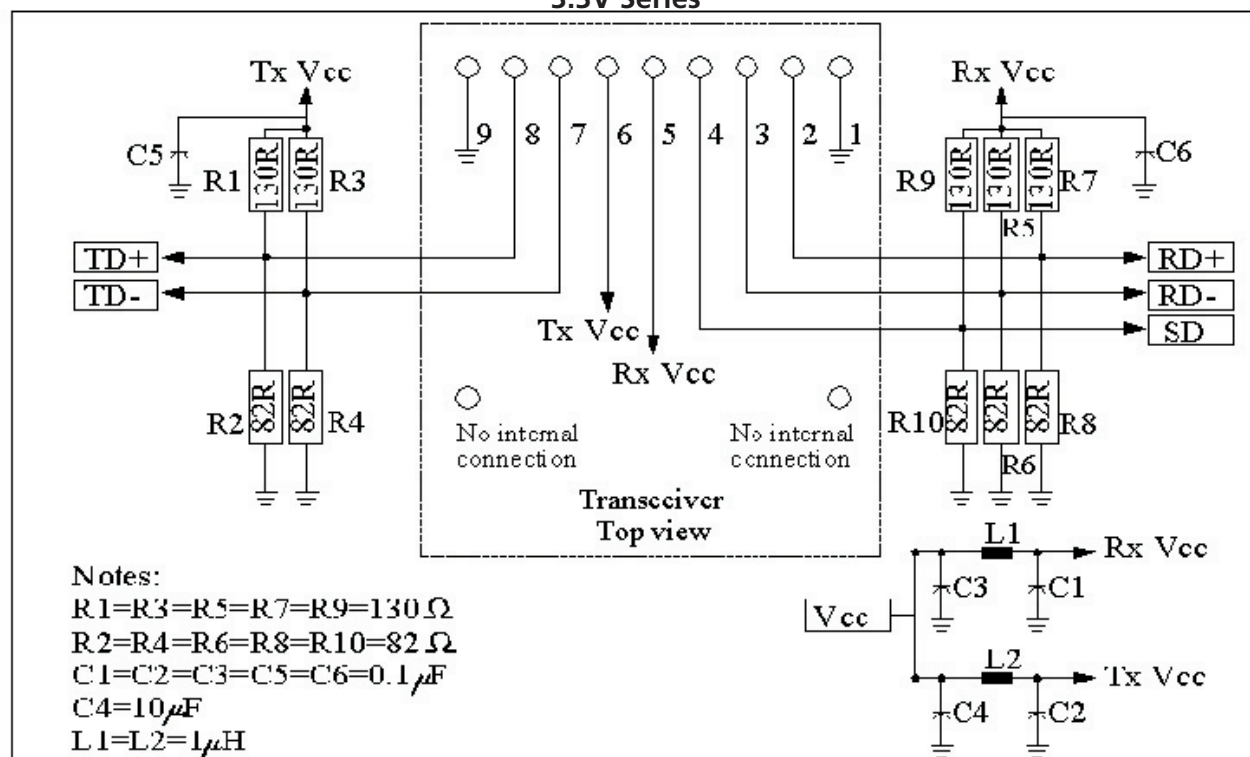 3.3V Series
Tx Vcc
Rx Vcc
9 8 7 6 5 4 3 2 1
C5
R1
130R
130R
R3
R9
130R
130R
130R
R7
R5
C6
TD+
TD-
RD+
RD-
SD
Tx Vcc
Rx Vcc
R2
82R
82R
R4
No internal
connection
No internal
connection
R10
82R
82R
82R
R8
R6
Transceiver
Top view
L1
Rx Vcc
C3
C1
Vcc
L2
Tx Vcc
C4
C2
Notes:
R1=R3=R5=R7=R9=130Ω
R2=R4=R6=R8=R10=82Ω
C1=C2=C3=C5=C6=0.1μF
C4=10μF
L1=L2=1μH